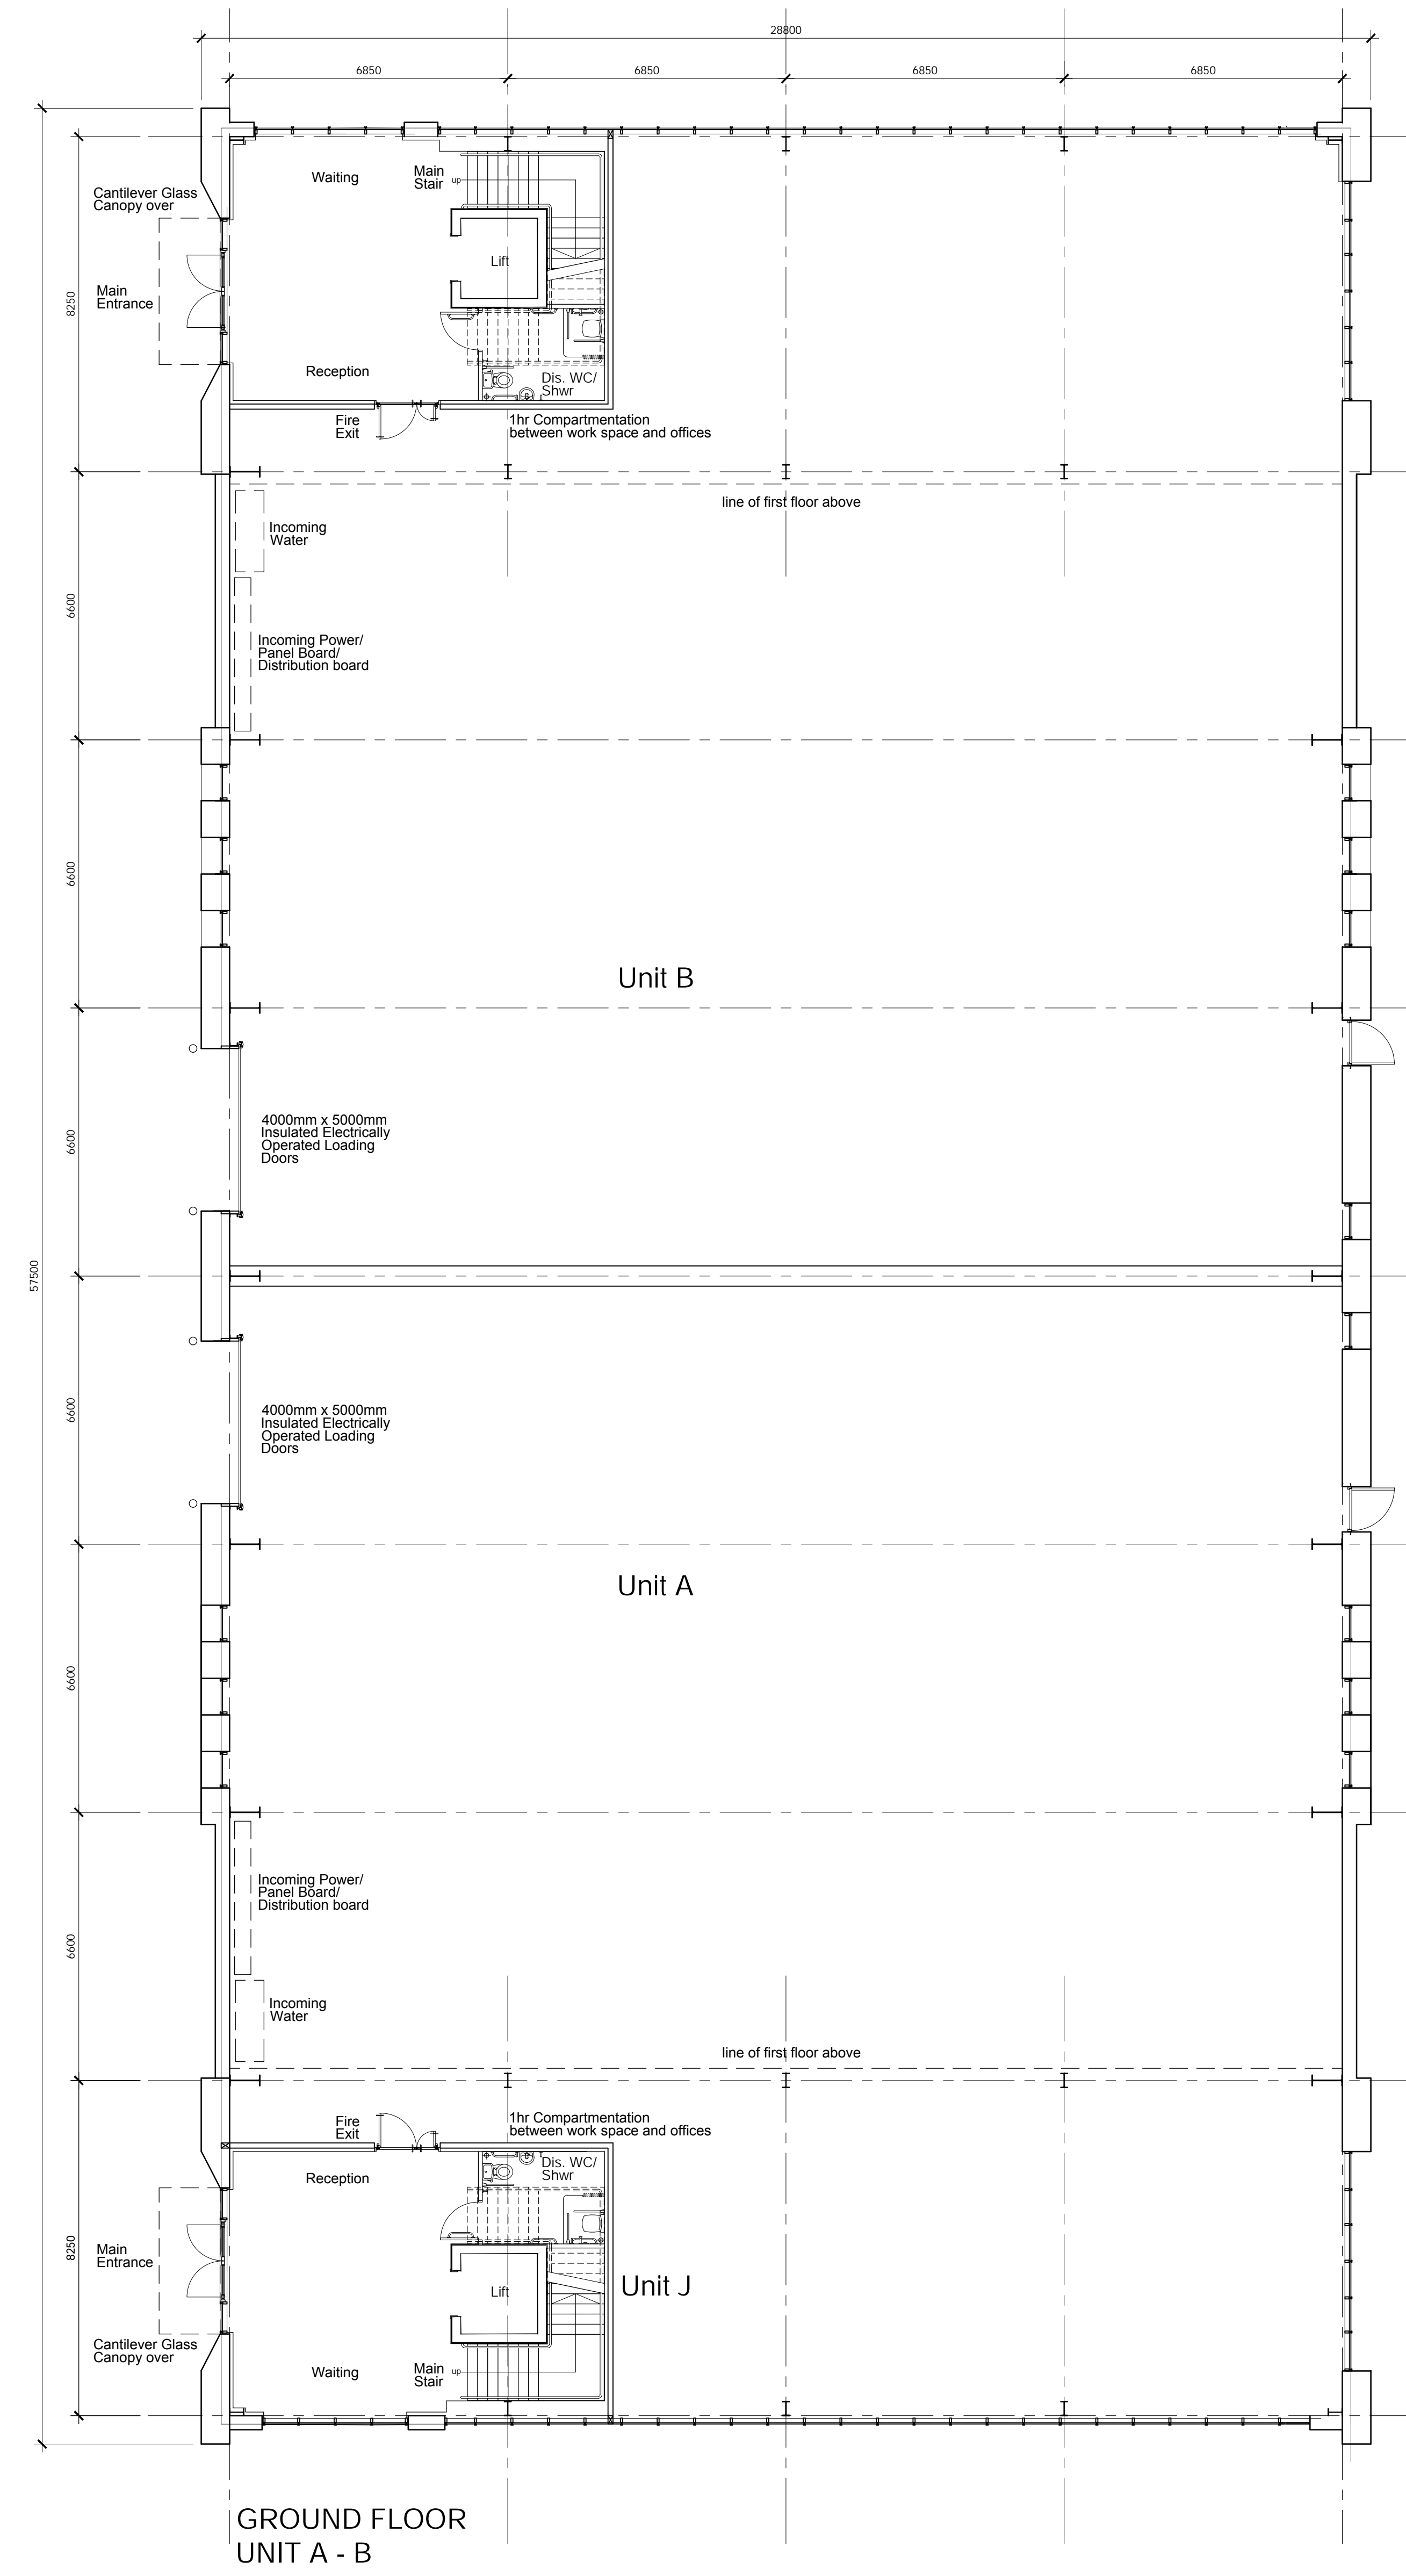 28800
6850
6850
6850
6850
Waiting
Main
Stair
up
Cantilever Glass
Canopy over
Lift
Main
Entrance
8250
Reception
Dis. WC/
Shwr
Fire
Exit
1hr Compartmentation
between work space and offices
line of first floor above
Incoming
Water
6600
Incoming Power/
Panel Board/
Distribution board
6600
Unit B
4000mm x 5000mm
Insulated Electrically
Operated Loading
Doors
6600
57500
4000mm x 5000mm
Insulated Electrically
Operated Loading
Doors
6600
Unit A
6600
Incoming Power/
Panel Board/
Distribution board
6600
Incoming
Water
line of first floor above
Fire
Exit
1hr Compartmentation
between work space and offices
Dis. WC/
Shwr
Reception
Main
Entrance
8250
Lift
Unit J
Cantilever Glass
Canopy over
Waiting
Main
Stair
up
GROUND FLOOR
UNIT A - B